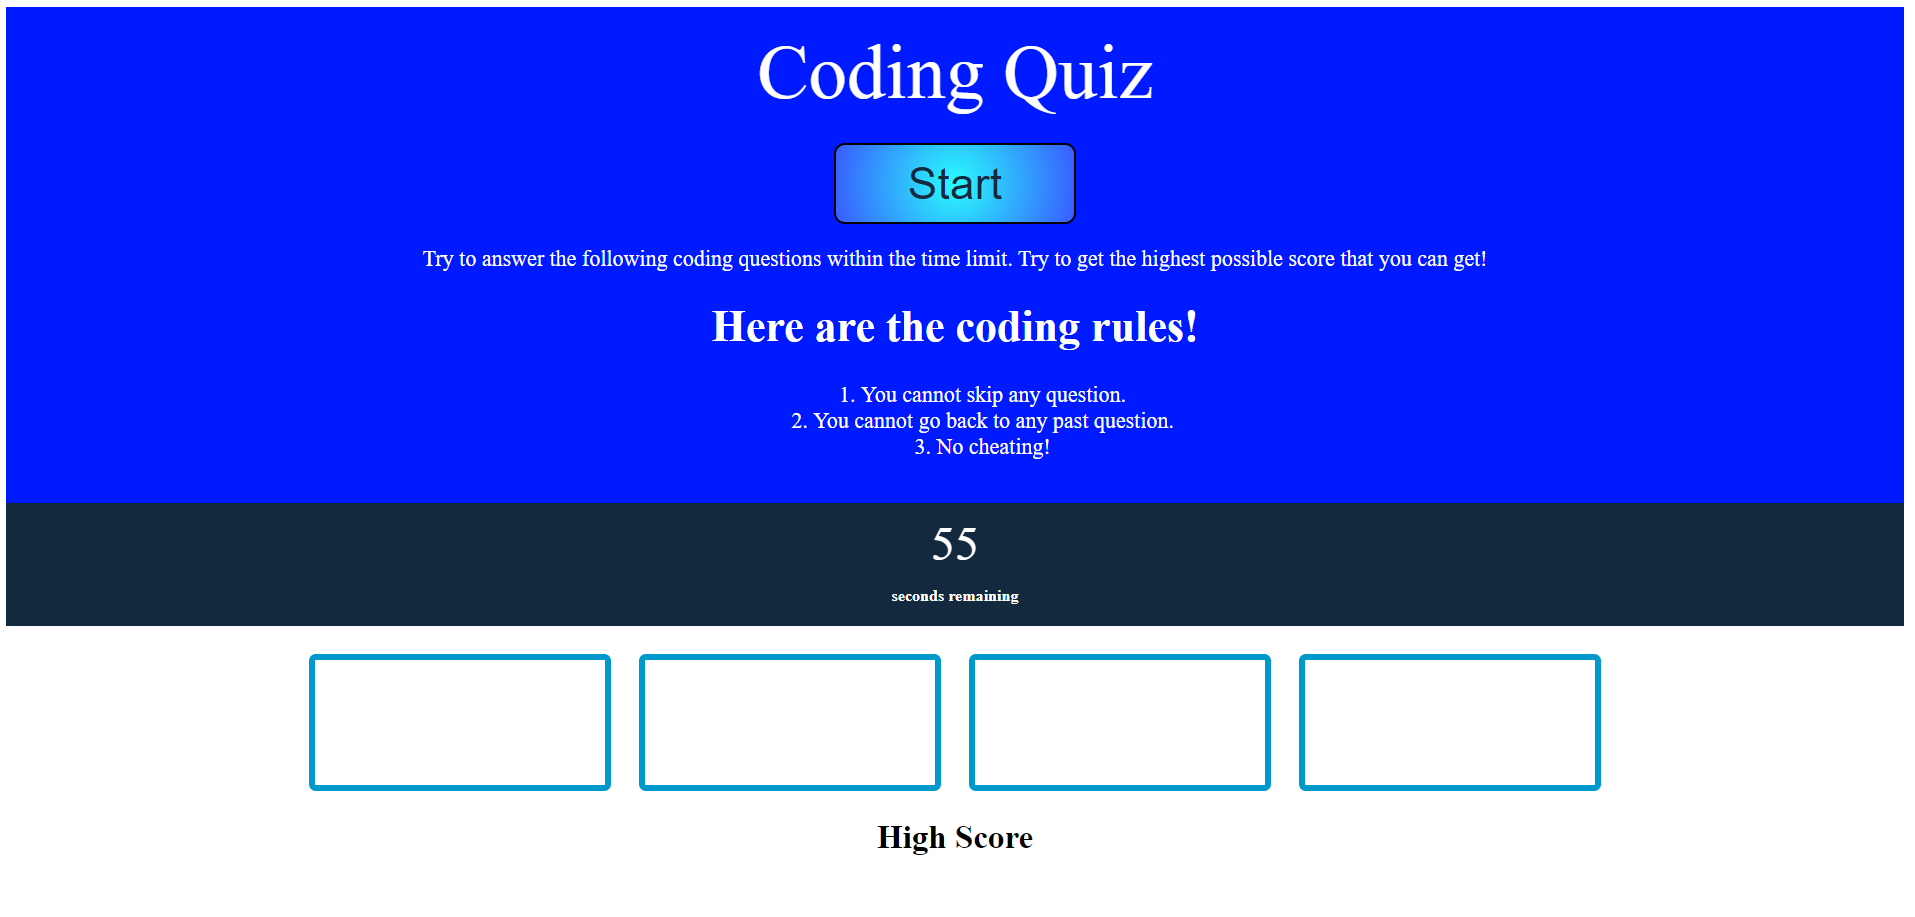 Coding Quiz
Start
Try to answer the following coding questions within the time limit. Try to get the highest possible score that you can get!
Here are the coding rules!
1. You cannot skip any question.
2. You cannot go back to any past question.
3. No cheating!
55
seconds remaining
High Score